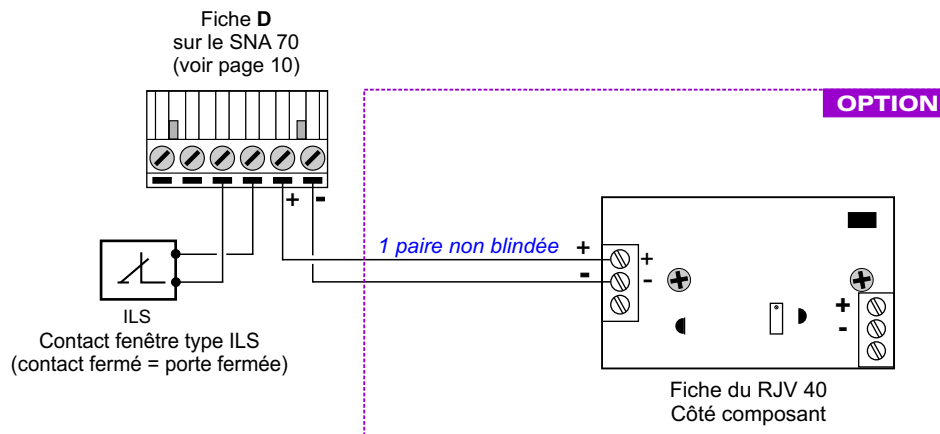 Fiche D
sur le SNA 70
(voir page 10)
OPTION
+ -
1 paire non blindée
+
-
+
-
+
-
ILS
Contact fenêtre type ILS
(contact fermé = porte fermée)
Fiche du RJV 40
Côté composant